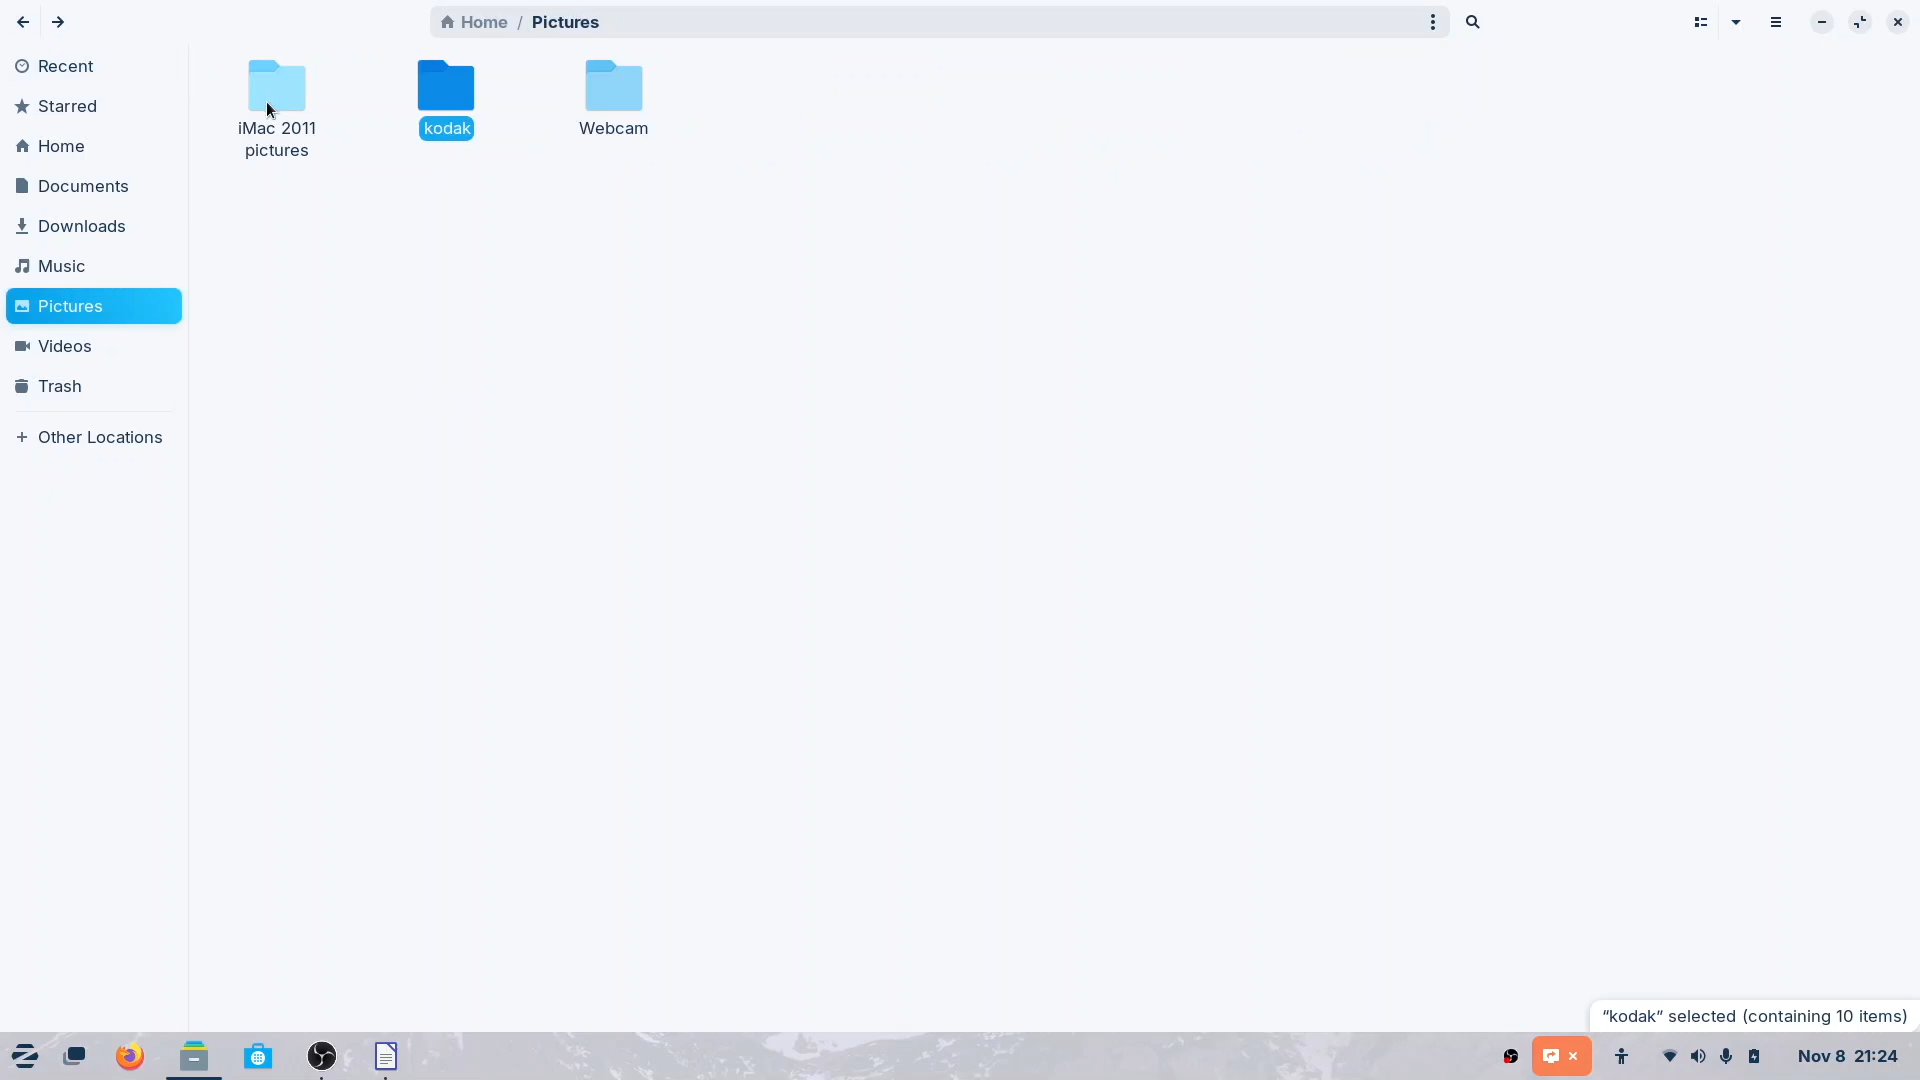 Home / Pictures
Recent
Starred
Home
Documents
Downloads
Music
Pictures
Videos
Trash
Other Locations
iMac 2011
pictures
kodak
Webcam
“kodak” selected (containing 10 items)
Nov 8 21:24